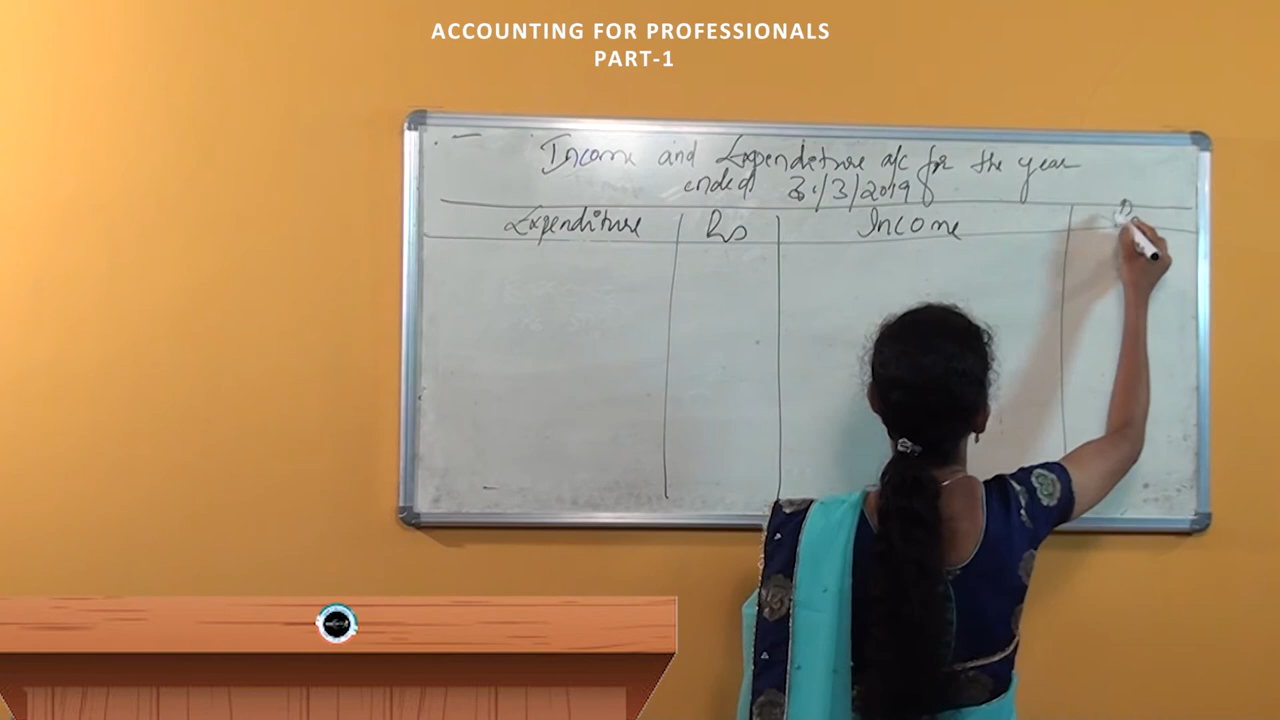 ACCOUNTING FOR PROFESSIONALS
PART-1
Income and Expenditure a/c for the year
ended 31/3/2019
Expenditure Rs Income